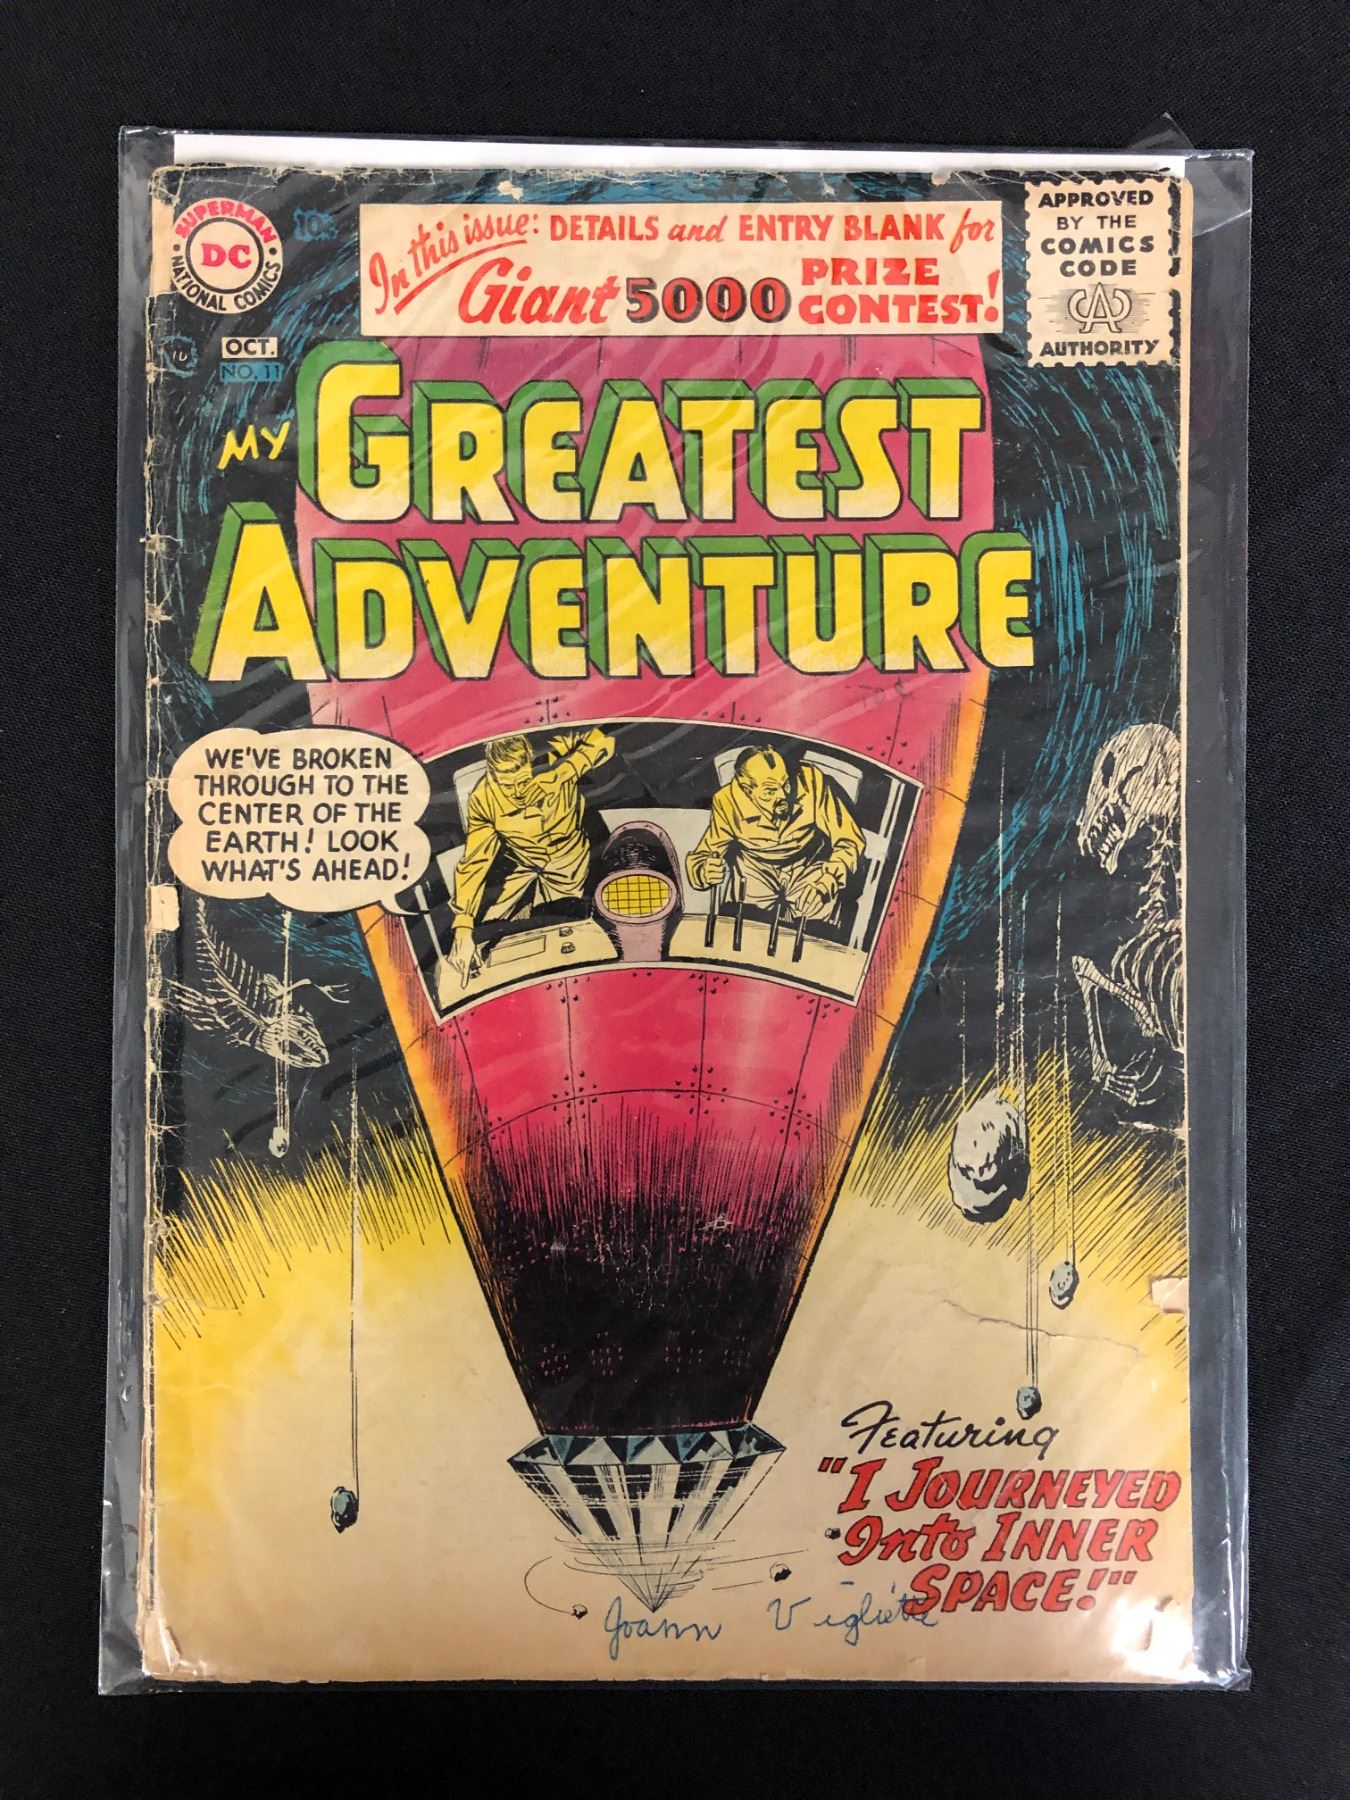 SUPERMAN
DC
NATIONAL COMICS
10¢
In this issue: DETAILS and ENTRY BLANK for
Giant 5000 PRIZE CONTEST!
APPROVED
BY THE
COMICS
CODE
CA
AUTHORITY
OCT.
NO. 11
MY GREATEST
ADVENTURE
WE'VE BROKEN
THROUGH TO THE
CENTER OF THE
EARTH! LOOK
WHAT'S AHEAD!
Featuring
"I JOURNEYED
INTO INNER
SPACE!"
Joann